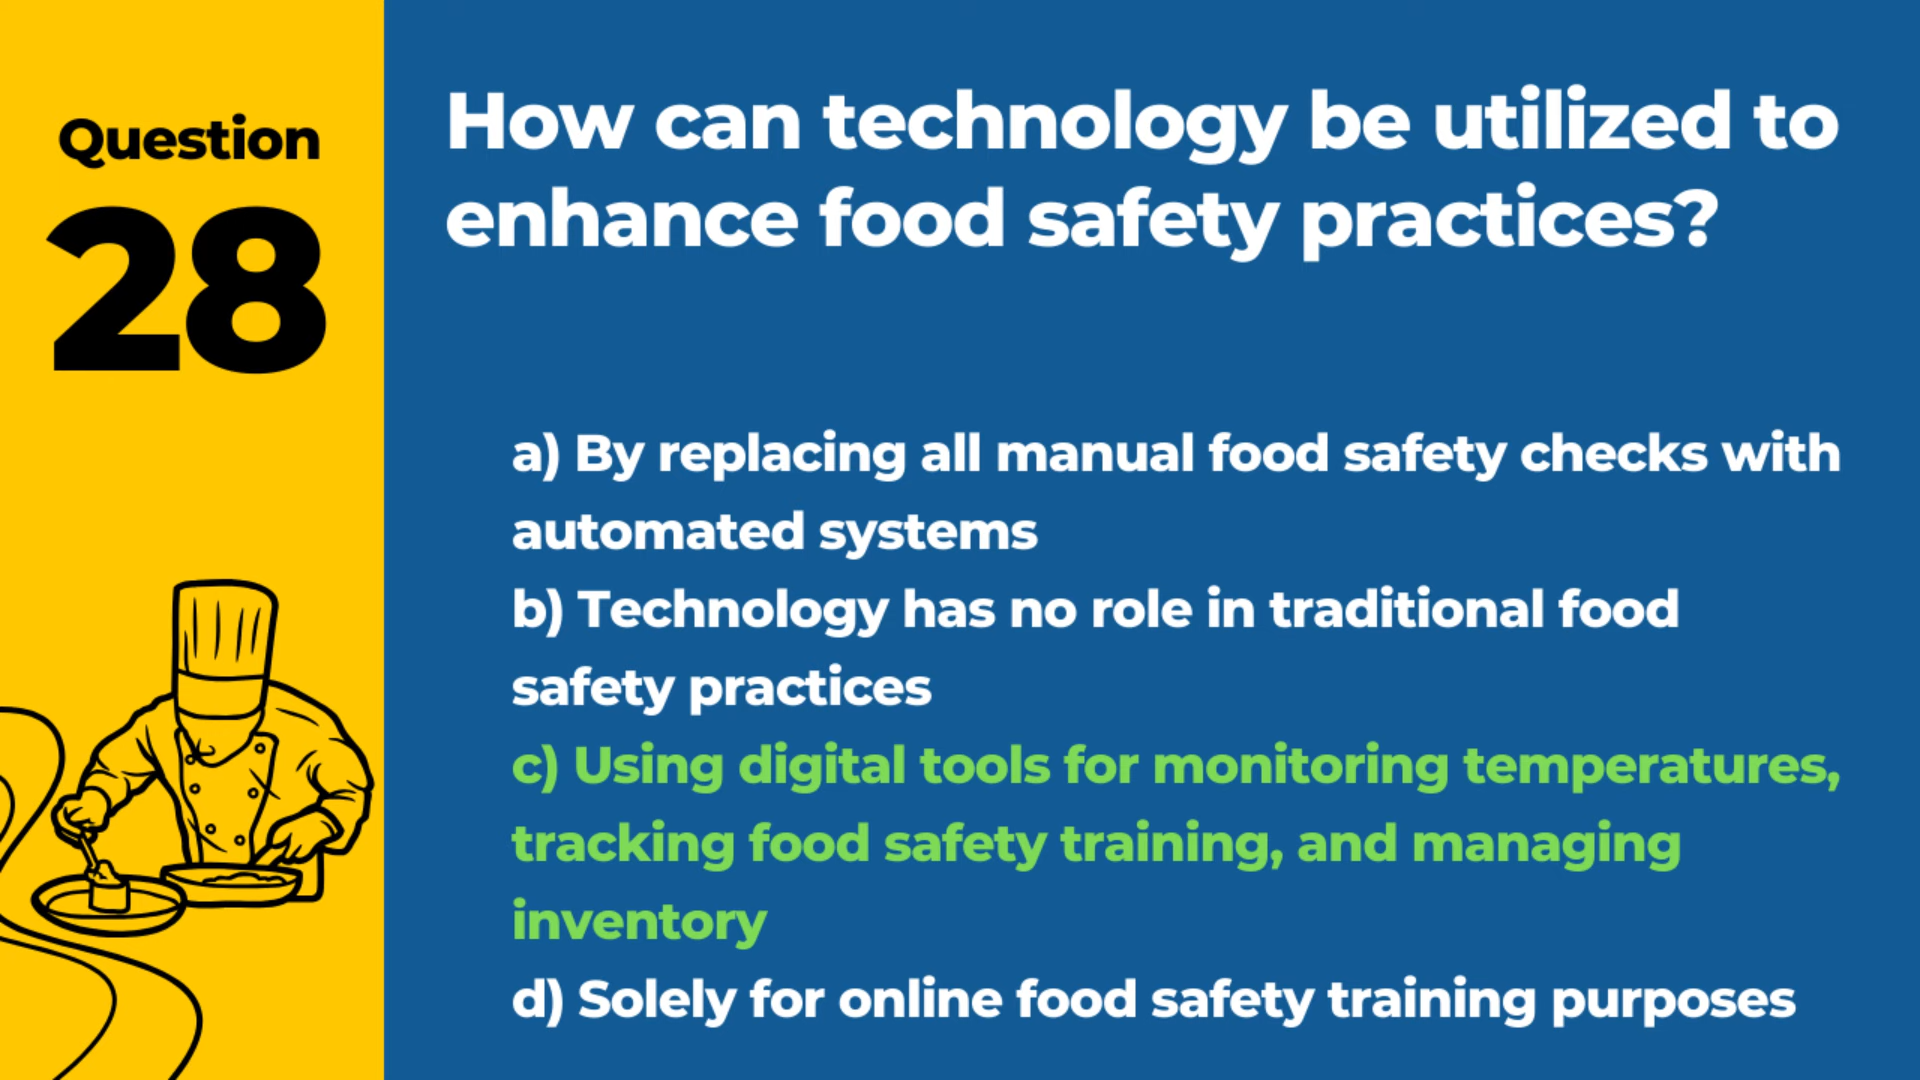 Question
28
How can technology be utilized to
enhance food safety practices?
a) By replacing all manual food safety checks with
automated systems
b) Technology has no role in traditional food
safety practices
c) Using digital tools for monitoring temperatures,
tracking food safety training, and managing
inventory
d) Solely for online food safety training purposes